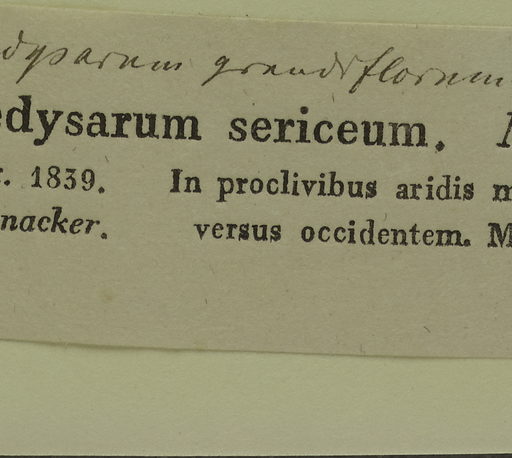 dysarum grandiflorum
edysarum sericeum.
r. 1839. In proclivibus aridis m
nacker. versus occidentem. M